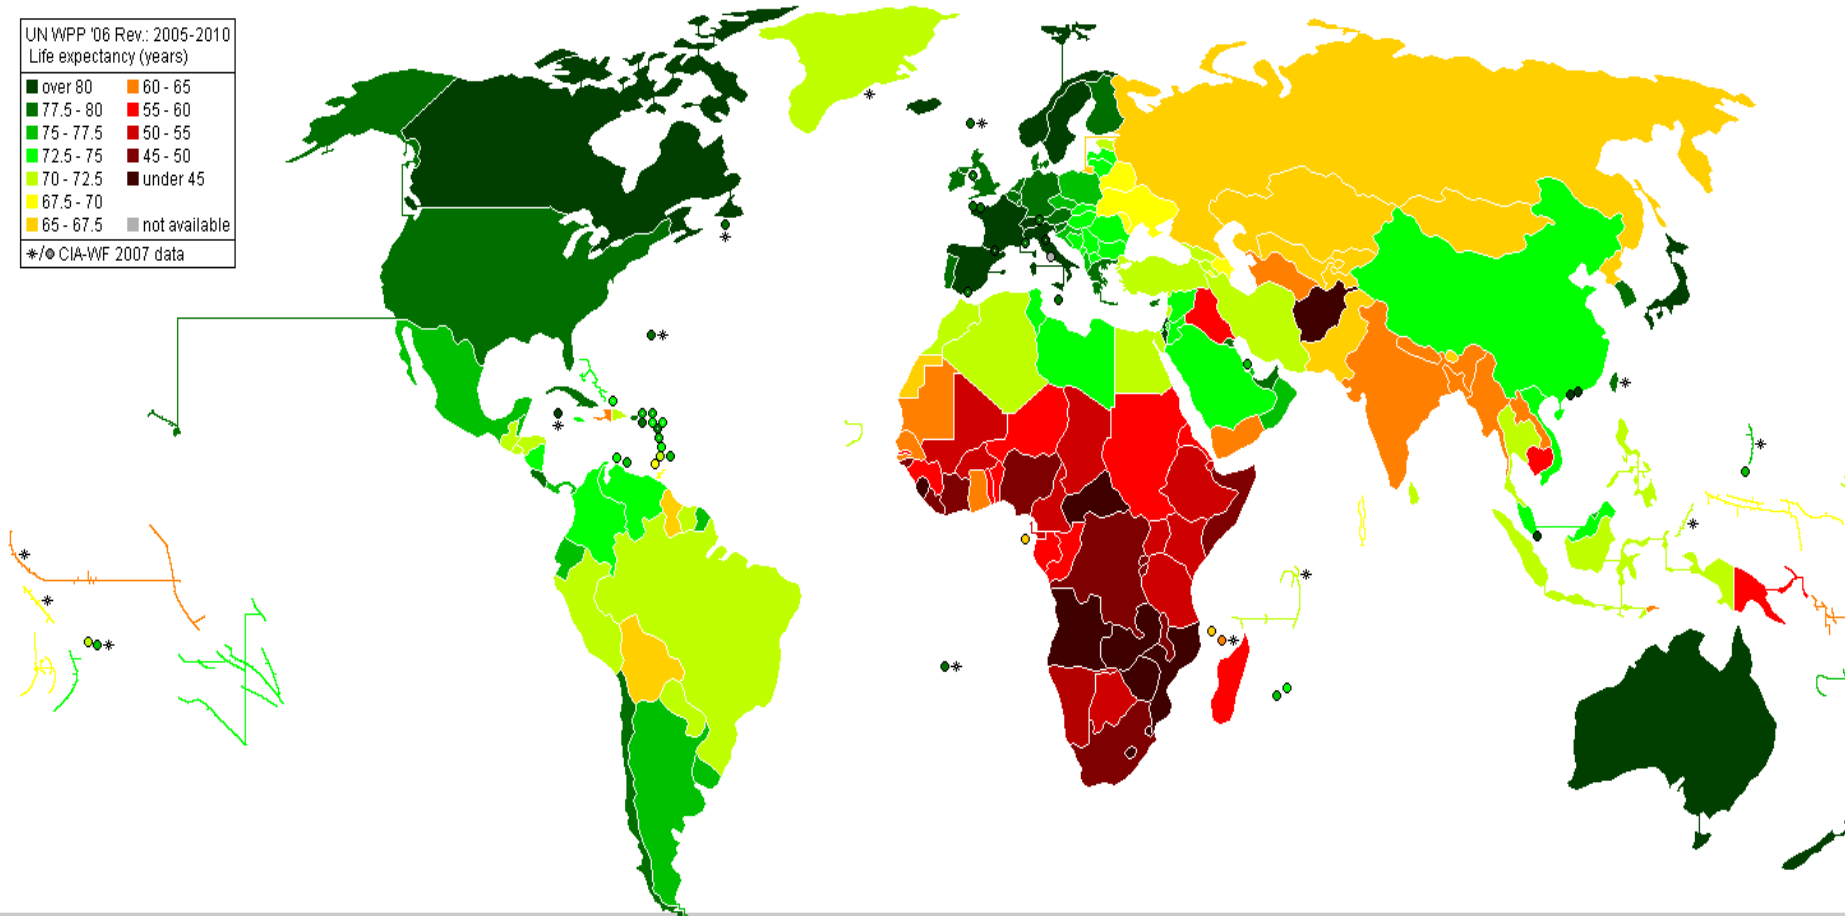 UN WPP '06 Rev.: 2005-2010
Life expectancy (years)
over 80
77.5 - 80
75 - 77.5
72.5 - 75
70 - 72.5
67.5 - 70
65 - 67.5
60 - 65
55 - 60
50 - 55
45 - 50
under 45
not available
*/● CIA-WF 2007 data